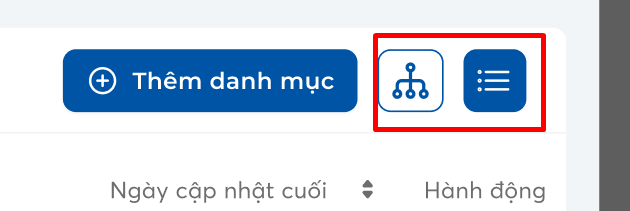 Thêm danh mục
Ngày cập nhật cuối Hành động